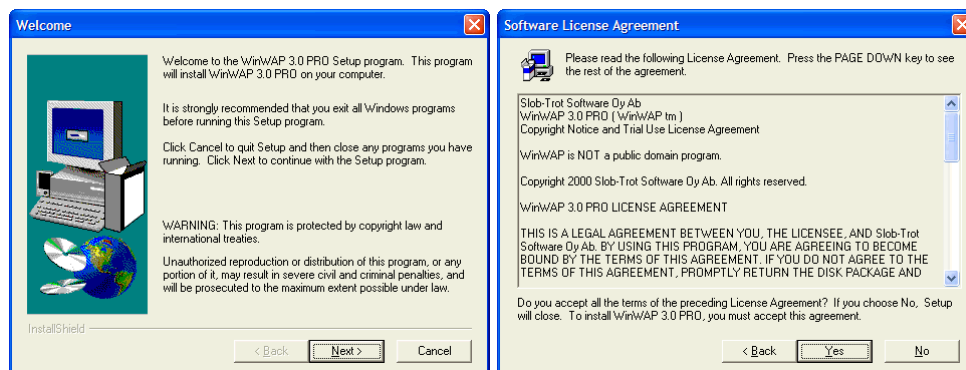 Welcome
Welcome to the WinWAP 3.0 PRO Setup program. This program
will install WinWAP 3.0 PRO on your computer.
It is strongly recommended that you exit all Windows programs
before running this Setup program.
Click Cancel to quit Setup and then close any programs you have
running. Click Next to continue with the Setup program.
WARNING: This program is protected by copyright law and
international treaties.
Unauthorized reproduction or distribution of this program, or any
portion of it, may result in severe civil and criminal penalties, and
will be prosecuted to the maximum extent possible under law.
InstallShield
< Back
Next >
Cancel
Software License Agreement
Please read the following License Agreement. Press the PAGE DOWN key to see
the rest of the agreement.
Slob-Trot Software Oy Ab
WinWAP 3.0 PRO ( WinWAP tm )
Copyright Notice and Trial Use License Agreement
WinWAP is NOT a public domain program.
Copyright 2000 Slob-Trot Software Oy Ab. All rights reserved.
WinWAP 3.0 PRO LICENSE AGREEMENT
THIS IS A LEGAL AGREEMENT BETWEEN YOU, THE LICENSEE, AND Slob-Trot
Software Oy Ab. BY USING THIS PROGRAM, YOU ARE AGREEING TO BECOME
BOUND BY THE TERMS OF THIS AGREEMENT. IF YOU DO NOT AGREE TO THE
TERMS OF THIS AGREEMENT, PROMPTLY RETURN THE DISK PACKAGE AND
Do you accept all the terms of the preceding License Agreement? If you choose No, Setup
will close. To install WinWAP 3.0 PRO, you must accept this agreement.
< Back
Yes
No